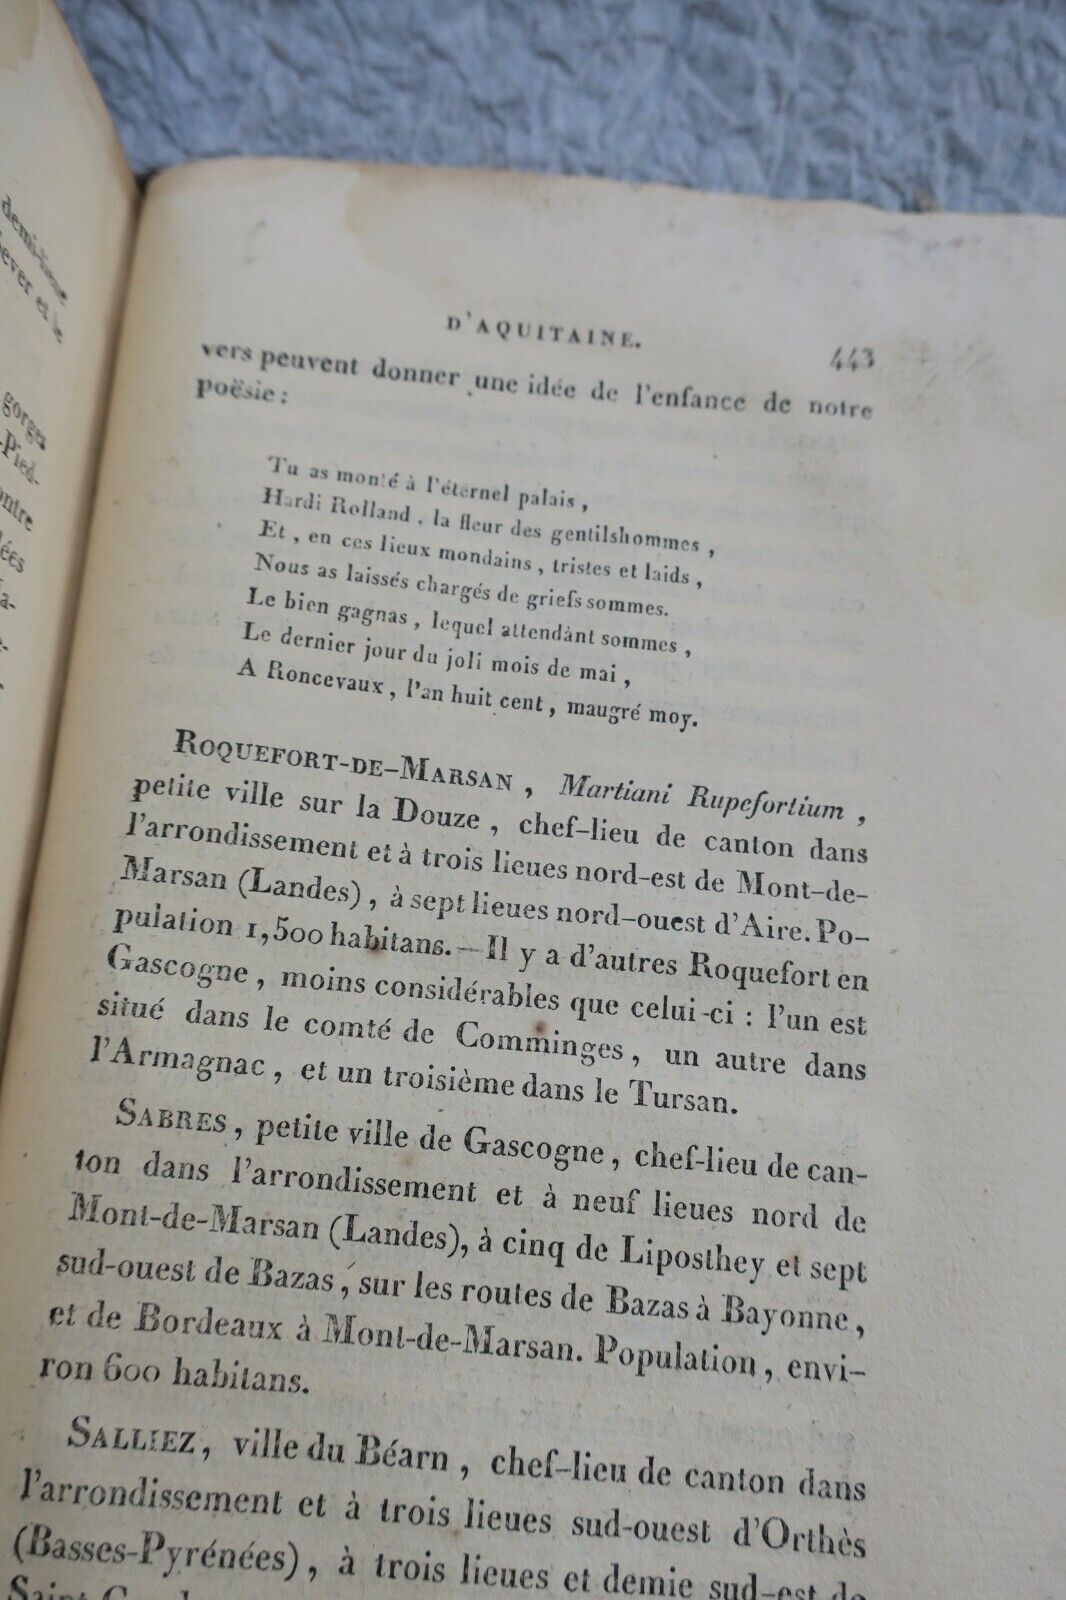 demi-lieue
ever et le
gorges
-Pied-
ontre
lées
a-
e-
D'AQUITAINE. 443
vers peuvent donner une idée de l'enfance de notre
poësie :
Tu as monté à l'éternel palais ,
Hardi Rolland , la fleur des gentilshommes ,
Et , en ces lieux mondains , tristes et laids ,
Nous as laissés chargés de griefs sommes.
Le bien gagnas , lequel attendànt sommes ,
Le dernier jour du joli mois de mai ,
A Roncevaux , l'an huit cent , maugré moy.
ROQUEFORT-DE-MARSAN , Martiani Rupefortium ,
petite ville sur la Douze , chef-lieu de canton dans
l'arrondissement et à trois lieues nord-est de Mont-de-
Marsan (Landes) , à sept lieues nord-ouest d'Aire. Po-
pulation 1,500 habitans. — Il y a d'autres Roquefort en
Gascogne , moins considérables que celui-ci : l'un est
situé dans le comté de Comminges , un autre dans
l'Armagnac , et un troisième dans le Tursan.
SABRES , petite ville de Gascogne , chef-lieu de can-
ton dans l'arrondissement et à neuf lieues nord de
Mont-de-Marsan (Landes), à cinq de Liposthey et sept
sud-ouest de Bazas , sur les routes de Bazas à Bayonne ,
et de Bordeaux à Mont-de-Marsan. Population , envi-
ron 600 habitans.
SALLIEZ , ville du Béarn , chef-lieu de canton dans
l'arrondissement et à trois lieues sud-ouest d'Orthès
(Basses-Pyrénées) , à trois lieues et demie sud-est de